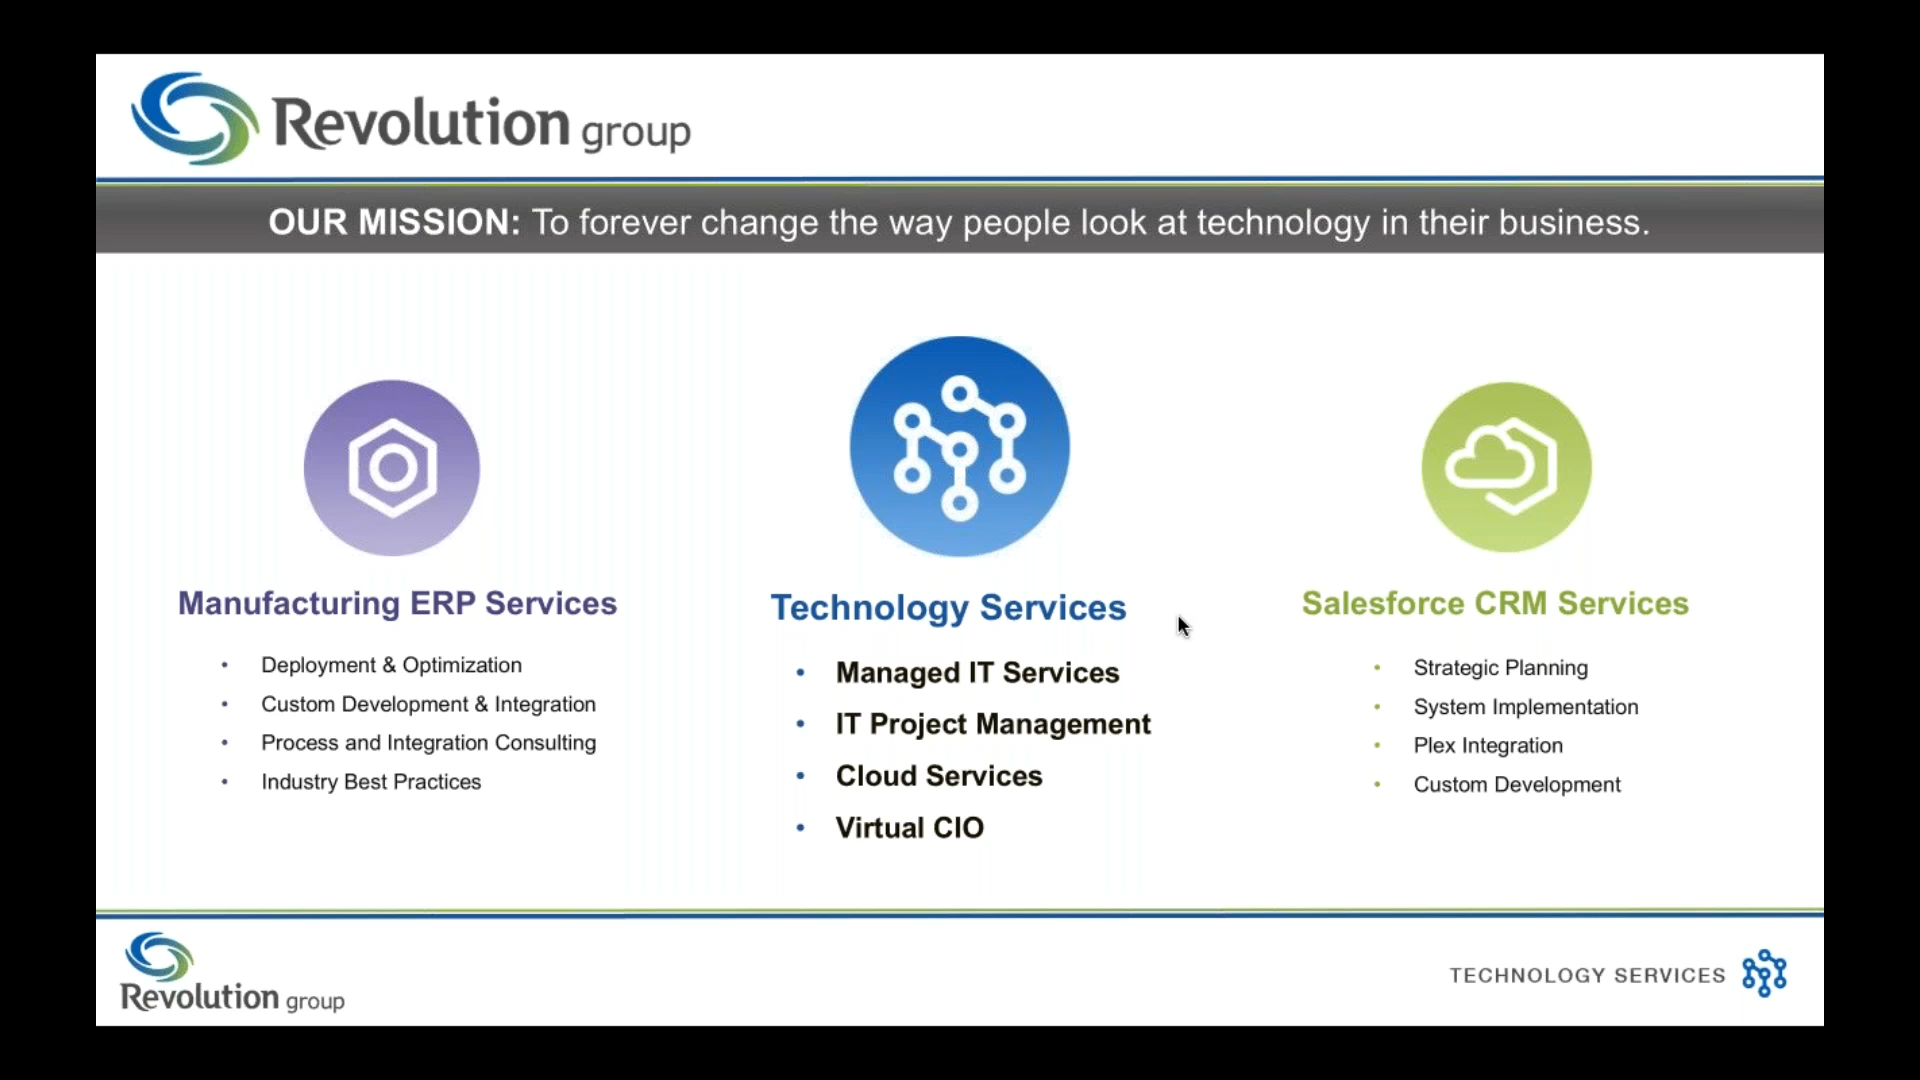 Revolution group
OUR MISSION: To forever change the way people look at technology in their business.
Manufacturing ERP Services
• Deployment & Optimization
• Custom Development & Integration
• Process and Integration Consulting
• Industry Best Practices
Technology Services
• Managed IT Services
• IT Project Management
• Cloud Services
• Virtual CIO
Salesforce CRM Services
• Strategic Planning
• System Implementation
• Plex Integration
• Custom Development
Revolution group
TECHNOLOGY SERVICES